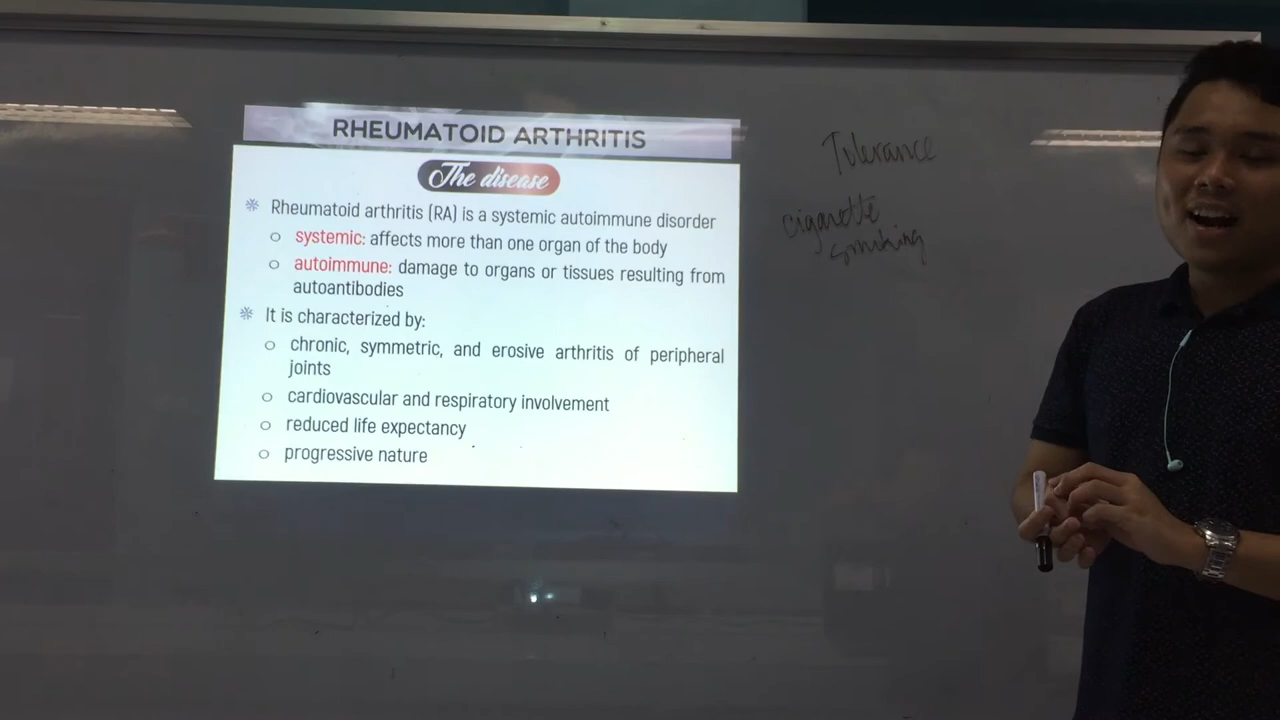 RHEUMATOID ARTHRITIS
The disease
Rheumatoid arthritis (RA) is a systemic autoimmune disorder
systemic: affects more than one organ of the body
autoimmune: damage to organs or tissues resulting from
autoantibodies
It is characterized by:
chronic, symmetric, and erosive arthritis of peripheral
joints
cardiovascular and respiratory involvement
reduced life expectancy
progressive nature
Tolerance
cigarette
smoking